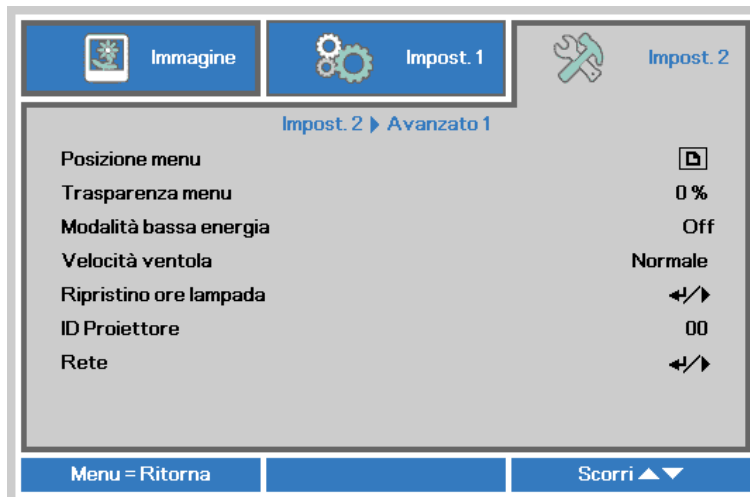 Immagine
Impost. 1
Impost. 2
Impost. 2 ▶ Avanzato 1
Posizione menu
Trasparenza menu 0 %
Modalità bassa energia Off
Velocità ventola Normale
Ripristino ore lampada ↵/▶
ID Proiettore 00
Rete ↵/▶
Menu = Ritorna
Scorri ▲▼